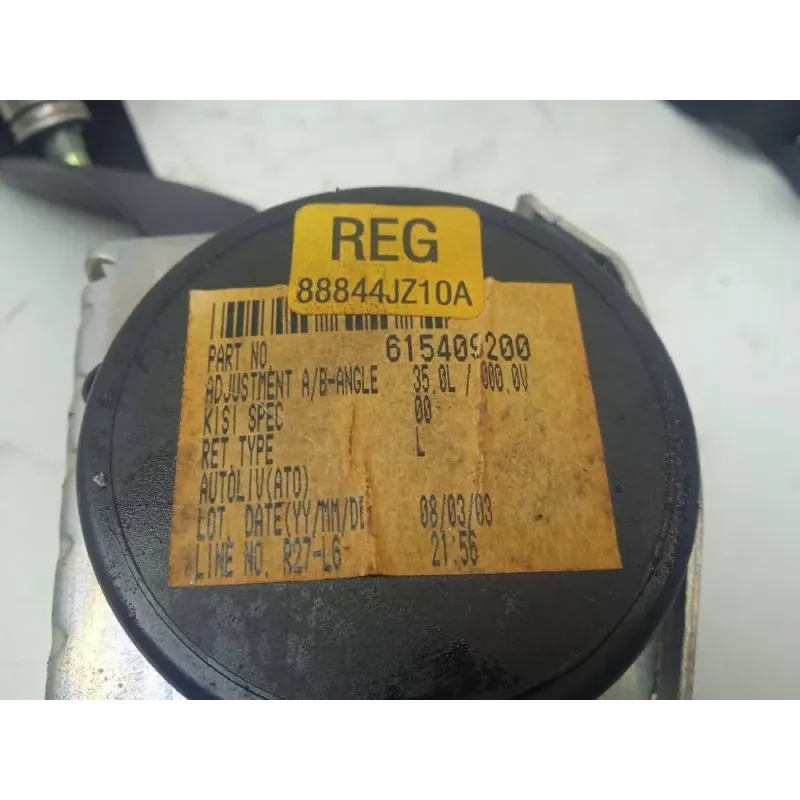 REG
88844JZ10A
PART NO 615409200
ADJUSTMENT A/B-ANGLE 35.0L / 000.0V
KISI SPEC 00
RET TYPE L
AUTOLIV(ATO)
LOT. DATE(YY/MM/D 08/03/03
LINE NO. R27-L6 21:56